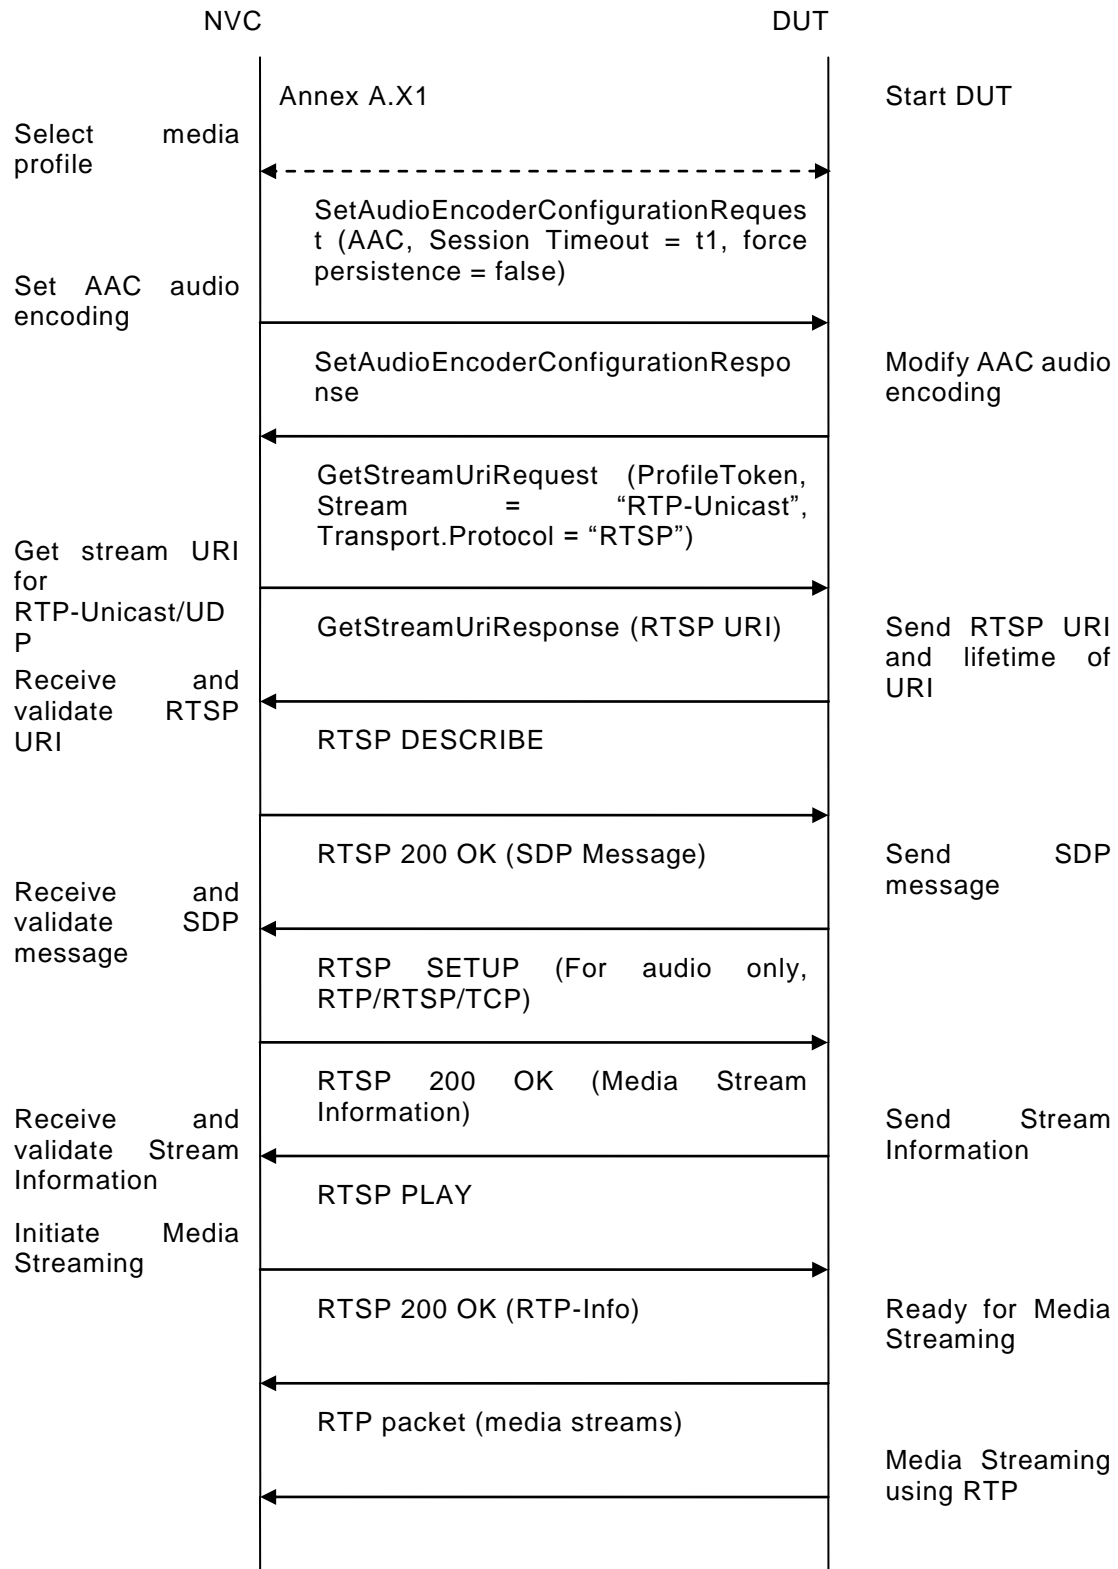 NVC
DUT
Annex A.X1
Start DUT
Select media
profile
SetAudioEncoderConfigurationReques
t (AAC, Session Timeout = t1, force
persistence = false)
Set AAC audio
encoding
SetAudioEncoderConfigurationRespo
nse
Modify AAC audio
encoding
GetStreamUriRequest (ProfileToken,
Stream = “RTP-Unicast”,
Transport.Protocol = “RTSP”)
Get stream URI
for
RTP-Unicast/UD
P
GetStreamUriResponse (RTSP URI)
Send RTSP URI
and lifetime of
URI
Receive and
validate RTSP
URI
RTSP DESCRIBE
RTSP 200 OK (SDP Message)
Send SDP
message
Receive and
validate SDP
message
RTSP SETUP (For audio only,
RTP/RTSP/TCP)
RTSP 200 OK (Media Stream
Information)
Receive and
validate Stream
Information
Send Stream
Information
RTSP PLAY
Initiate Media
Streaming
RTSP 200 OK (RTP-Info)
Ready for Media
Streaming
RTP packet (media streams)
Media Streaming
using RTP